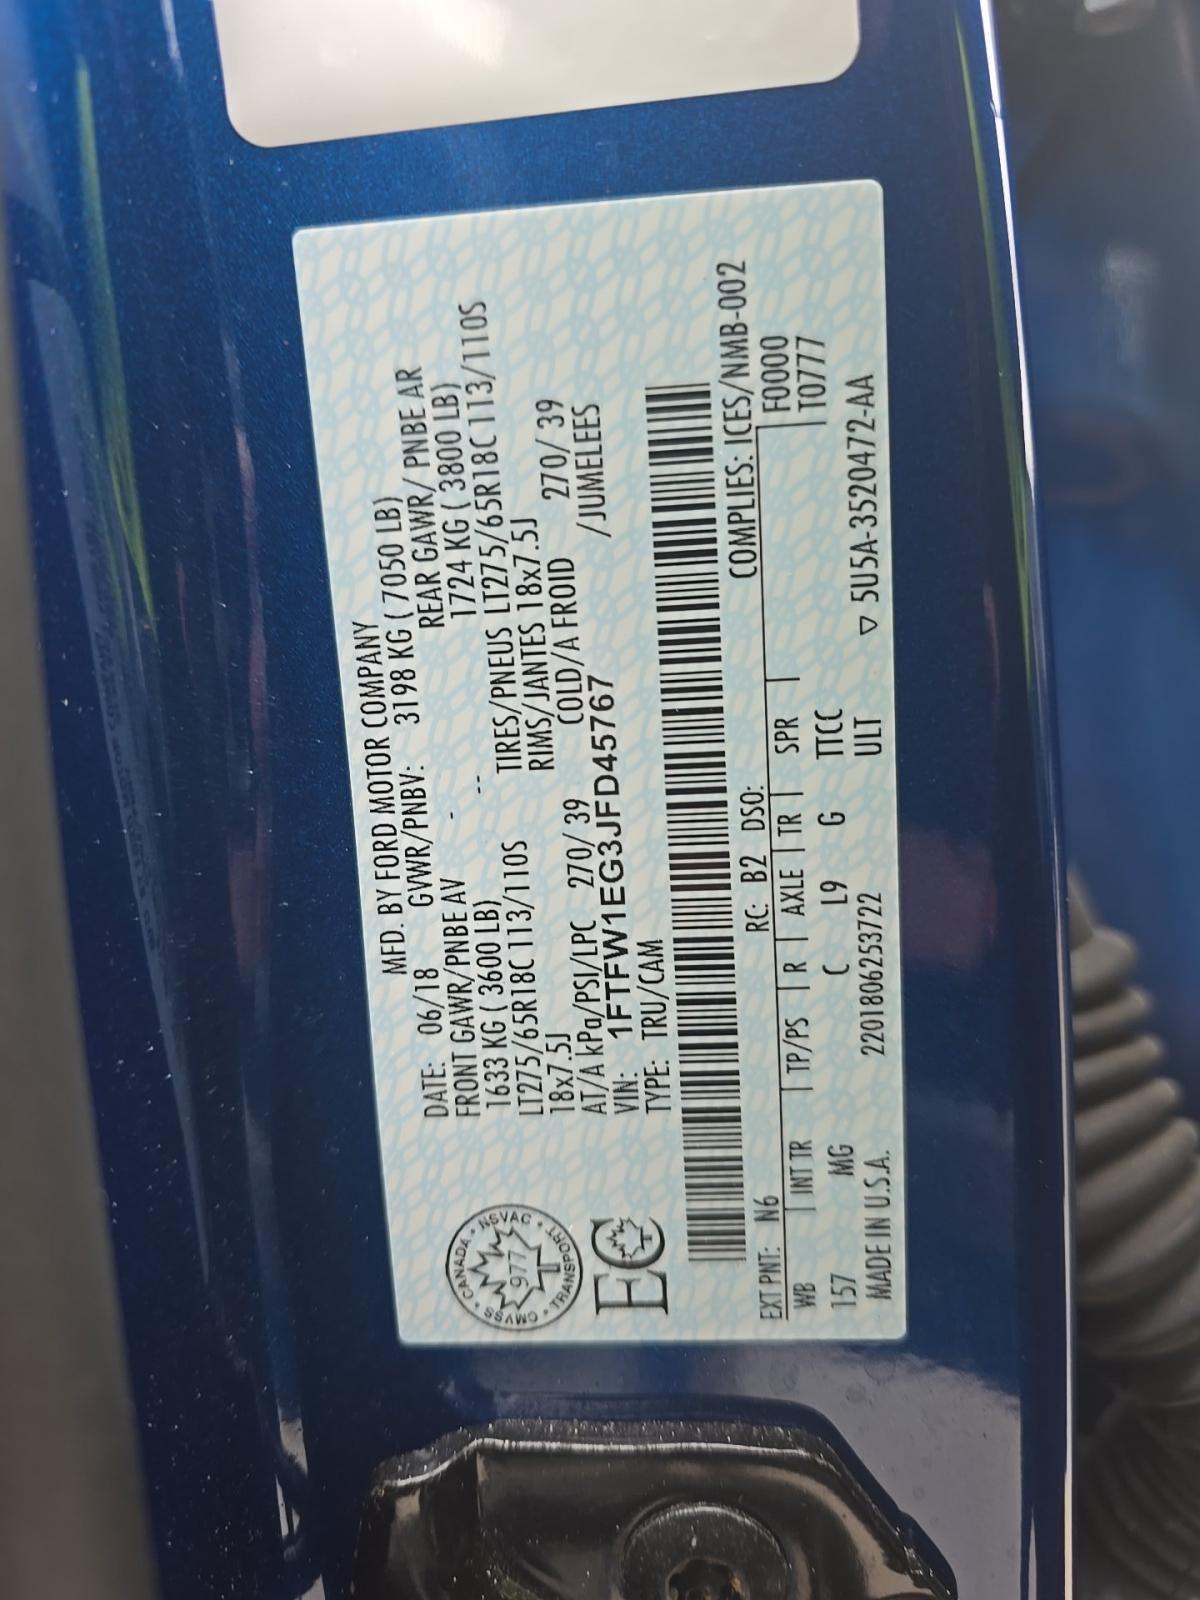 MFD. BY FORD MOTOR COMPANY
DATE: 06/18 GVWR/PNBV: 3198 KG ( 7050 LB)
FRONT GAWR/PNBE AV - REAR GAWR/ PNBE AR
1633 KG ( 3600 LB) -- 1724 KG ( 3800 LB)
LT275/65R18C 113/110S TIRES/PNEUS LT275/65R18C 113/110S
18x7.5J RIMS/JANTES 18x7.5J
AT/A kPa/PSI/LPC 270/ 39 COLD/A FROID 270/ 39
VIN: 1FTFW1EG3JFD45767 /JUMELEES
TYPE: TRU/CAM
CANADA • NSVAC • TRANSPORT • CMVSS •
977 T
EC
COMPLIES: ICES/NMB-002
EXT PNT: N6 RC: B2 DSO: F0000
WB INT TR TP/PS R AXLE TR SPR T0777
157 MG C L9 G TTCC
ULT
MADE IN U.S.A. 2201806253722 ▽ 5U5A-3520472-AA